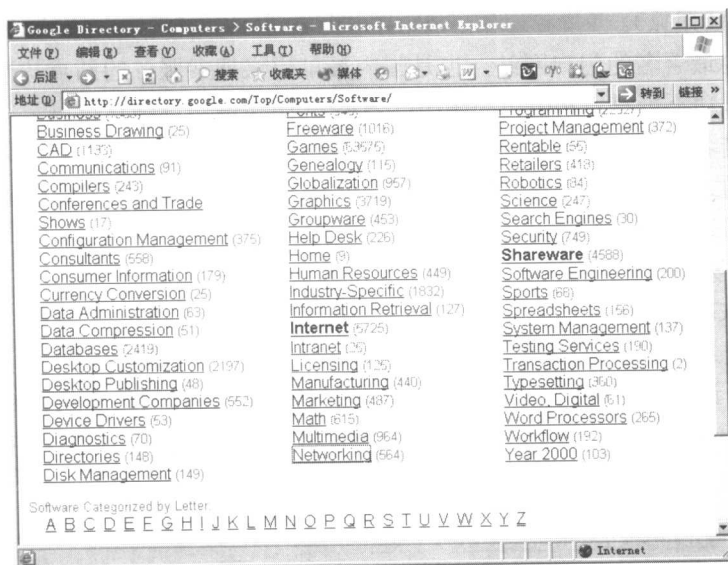 Google Directory - Computers > Software - Microsoft Internet Explorer
文件(F) 编辑(E) 查看(V) 收藏(A) 工具(T) 帮助(H)
后退 搜索 收藏夹 媒体
地址(D) http://directory.google.com/Top/Computers/Software/ 转到 链接 »
Business Drawing (25)
CAD
Communications (91)
Compilers (243)
Conferences and Trade
Shows (17)
Configuration Management (375)
Consultants (558)
Consumer Information (179)
Currency Conversion (25)
Data Administration (63)
Data Compression (51)
Databases (2419)
Desktop Customization (2197)
Desktop Publishing (48)
Development Companies (552)
Device Drivers (53)
Diagnostics (70)
Directories (148)
Disk Management (149)
Freeware (1016)
Games
Genealogy (115)
Globalization (957)
Graphics (3719)
Groupware (453)
Help Desk (226)
Home (9)
Human Resources (449)
Industry-Specific (1832)
Information Retrieval (127)
Internet (5725)
Intranet
Licensing
Manufacturing (440)
Marketing (487)
Math (615)
Multimedia (964)
Networking (564)
Project Management (372)
Rentable
Retailers
Robotics (84)
Science (247)
Search Engines (30)
Security (749)
Shareware (4588)
Software Engineering (200)
Sports (68)
Spreadsheets (156)
System Management (137)
Testing Services (190)
Transaction Processing (2)
Typesetting (360)
Video, Digital
Word Processors (265)
Workflow (192)
Year 2000 (103)
Software Categorized by Letter:
A B C D E F G H I J K L M N O P Q R S T U V W X Y Z
Internet